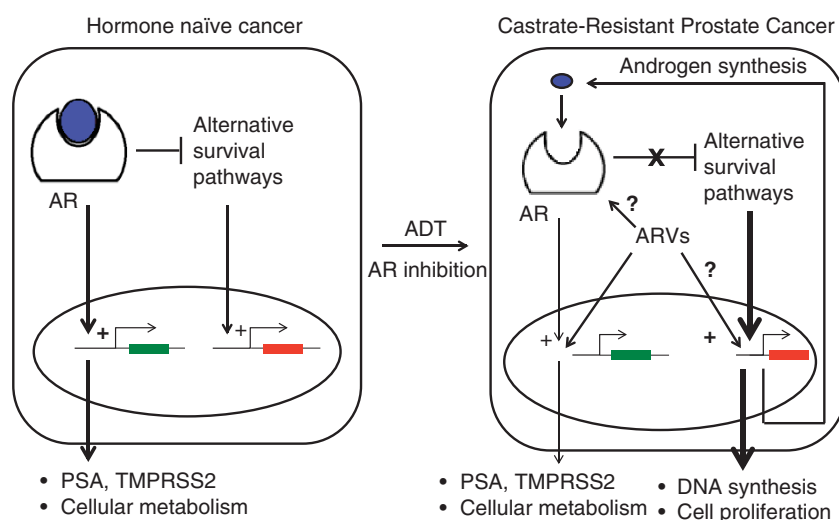 Hormone naïve cancer
Alternative
survival
pathways
AR
+
+
• PSA, TMPRSS2
• Cellular metabolism
ADT
AR inhibition
Castrate-Resistant Prostate Cancer
Androgen synthesis
X
Alternative
survival
pathways
AR
?
ARVs
?
+
+
• PSA, TMPRSS2
• Cellular metabolism
• DNA synthesis
• Cell proliferation